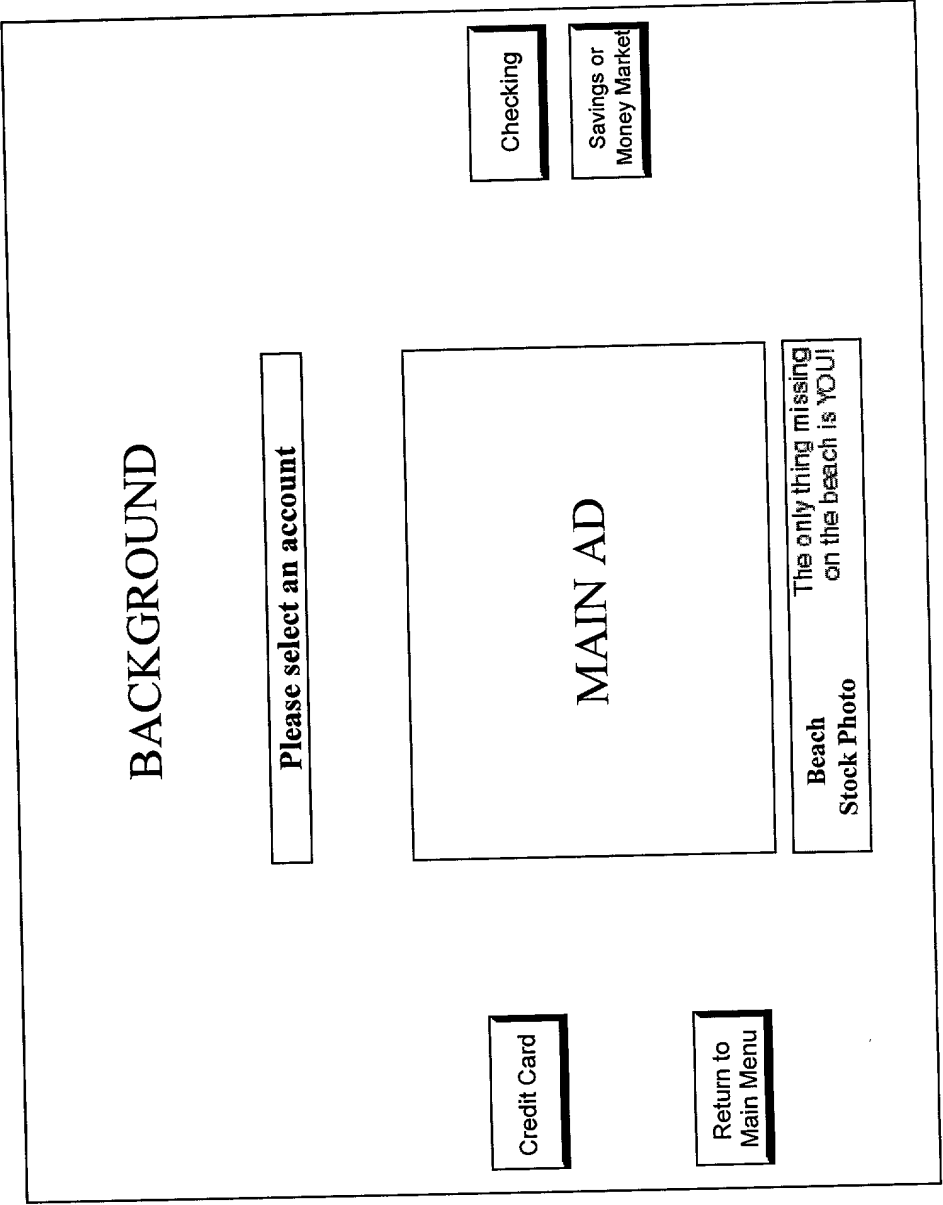 BACKGROUND
Please select an account
Credit Card
Checking
MAIN AD
Savings or
Money Market
Return to
Main Menu
Beach
Stock Photo
The only thing missing
on the beach is YOU!